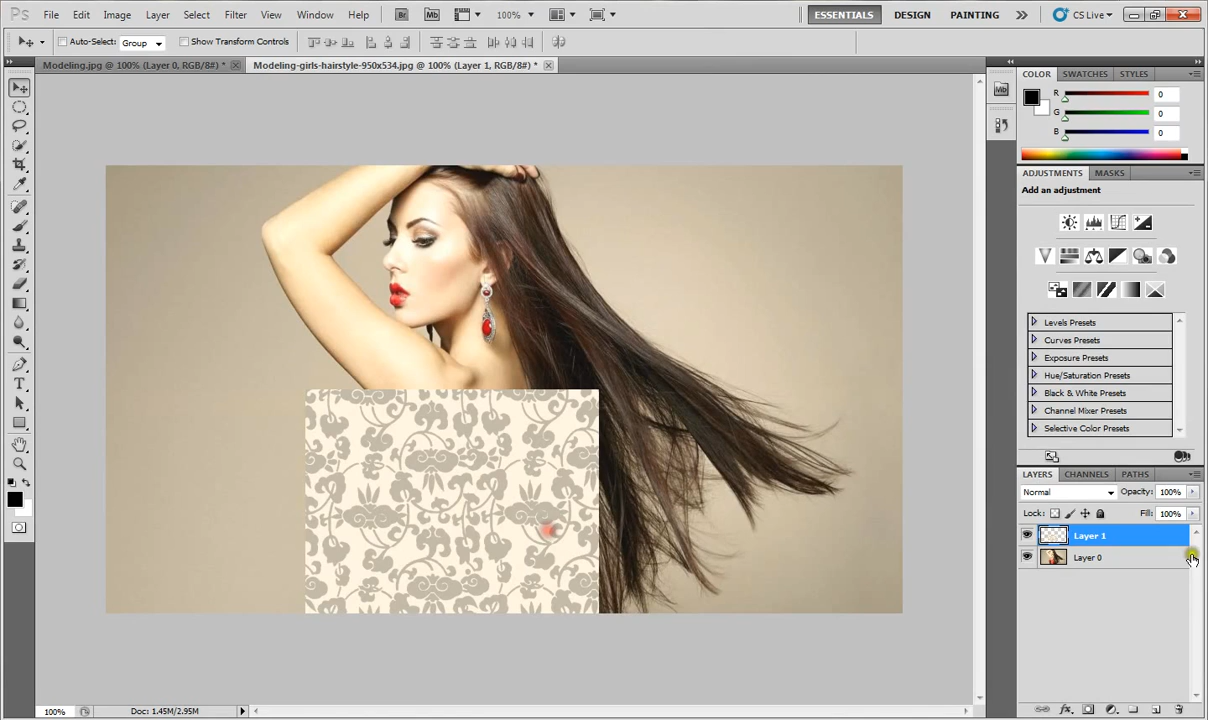 Ps File Edit Image Layer Select Filter View Window Help Br Mb 100% ESSENTIALS DESIGN PAINTING CS Live
Auto-Select: Group Show Transform Controls
Modeling.jpg @ 100% (Layer 0, RGB/8#) * Modeling-girls-hairstyle-950x534.jpg @ 100% (Layer 1, RGB/8#) *
COLOR SWATCHES STYLES
Mb
R 0
G 0
B 0
ADJUSTMENTS MASKS
Add an adjustment
Levels Presets
Curves Presets
Exposure Presets
Hue/Saturation Presets
Black & White Presets
Channel Mixer Presets
Selective Color Presets
LAYERS CHANNELS PATHS
Normal Opacity: 100%
Lock: Fill: 100%
Layer 1
Layer 0
100% Doc: 1.45M/2.95M